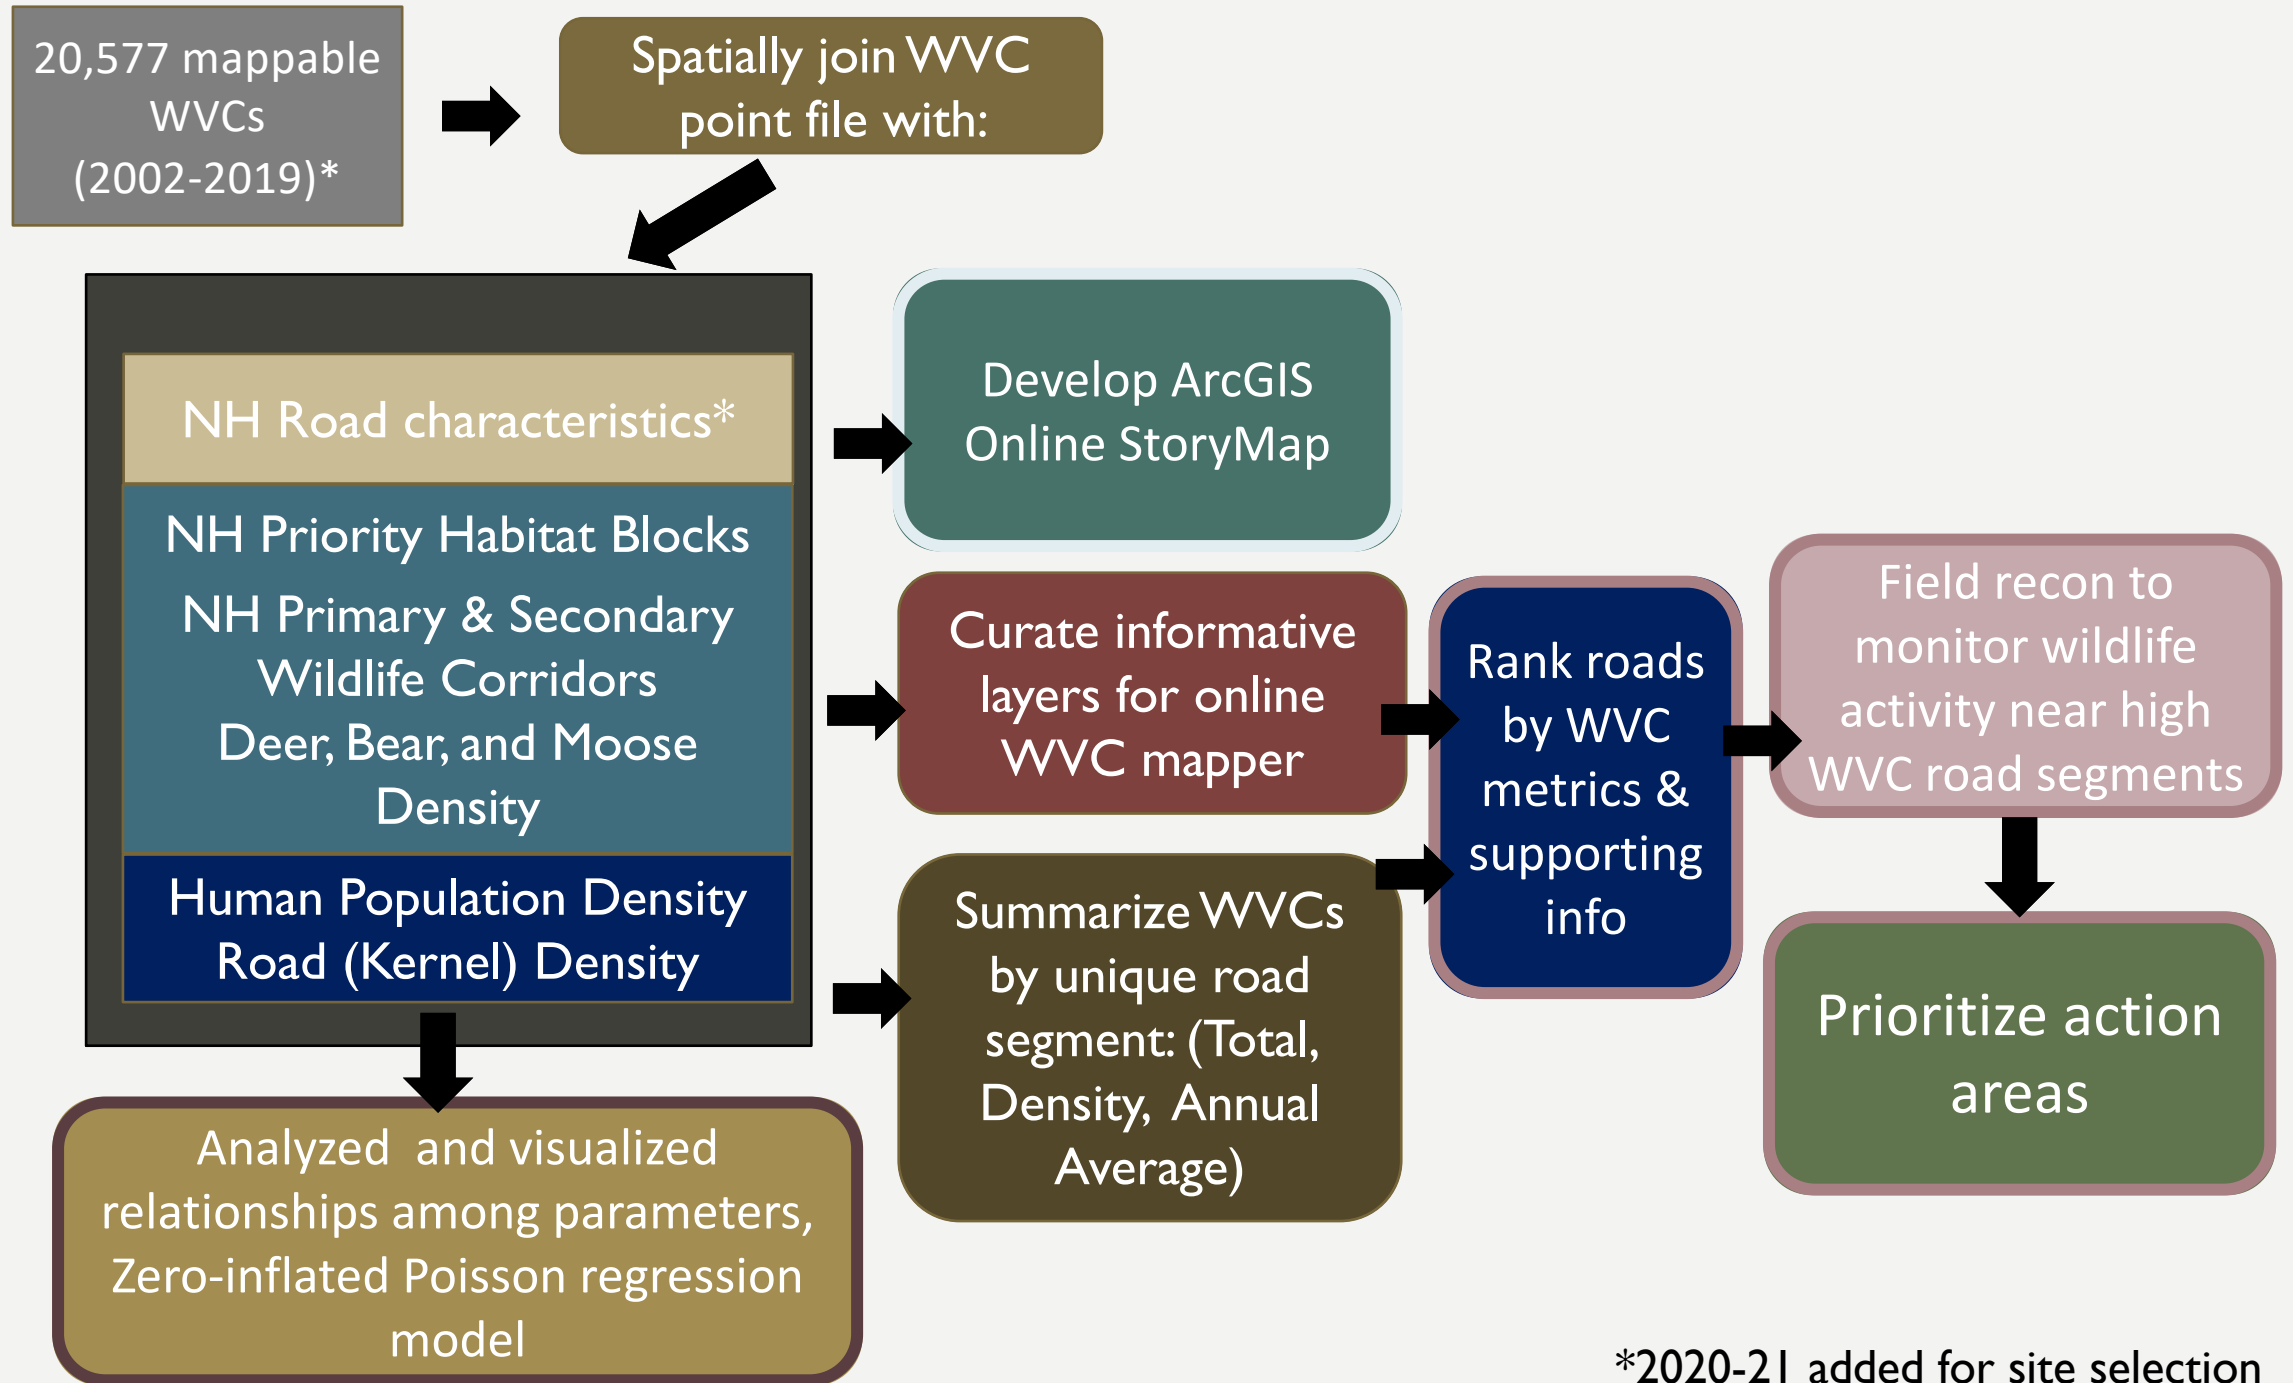 20,577 mappable
WVCs
(2002-2019)*
Spatially join WVC
point file with:
NH Road characteristics*
NH Priority Habitat Blocks
NH Primary & Secondary
Wildlife Corridors
Deer, Bear, and Moose
Density
Human Population Density
Road (Kernel) Density
Develop ArcGIS
Online StoryMap
Curate informative
layers for online
WVC mapper
Summarize WVCs
by unique road
segment: (Total,
Density, Annual
Average)
Rank roads
by WVC
metrics &
supporting
info
Field recon to
monitor wildlife
activity near high
WVC road segments
Prioritize action
areas
Analyzed and visualized
relationships among parameters,
Zero-inflated Poisson regression
model
*2020-21 added for site selection